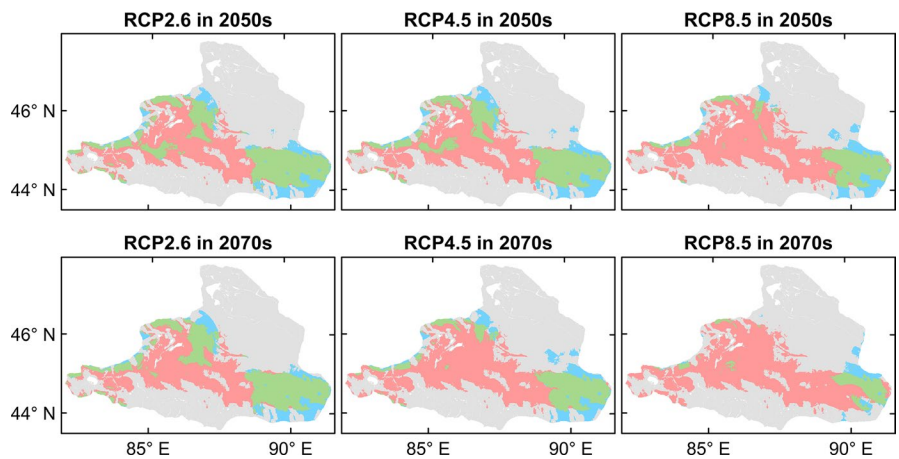 RCP2.6 in 2050s RCP4.5 in 2050s RCP8.5 in 2050s
46° N
44° N
RCP2.6 in 2070s RCP4.5 in 2070s RCP8.5 in 2070s
46° N
44° N
85° E 90° E 85° E 90° E 85° E 90° E